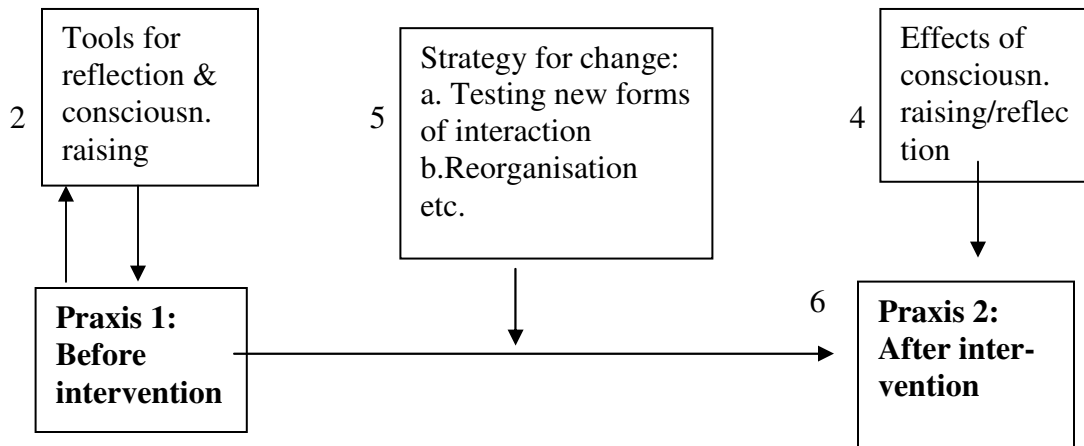 2
Tools for
reflection &
consciousn.
raising
5
Strategy for change:
a. Testing new forms
of interaction
b.Reorganisation
etc.
4
Effects of
consciousn.
raising/reflec
tion
Praxis 1:
Before
intervention
6
Praxis 2:
After inter-
vention